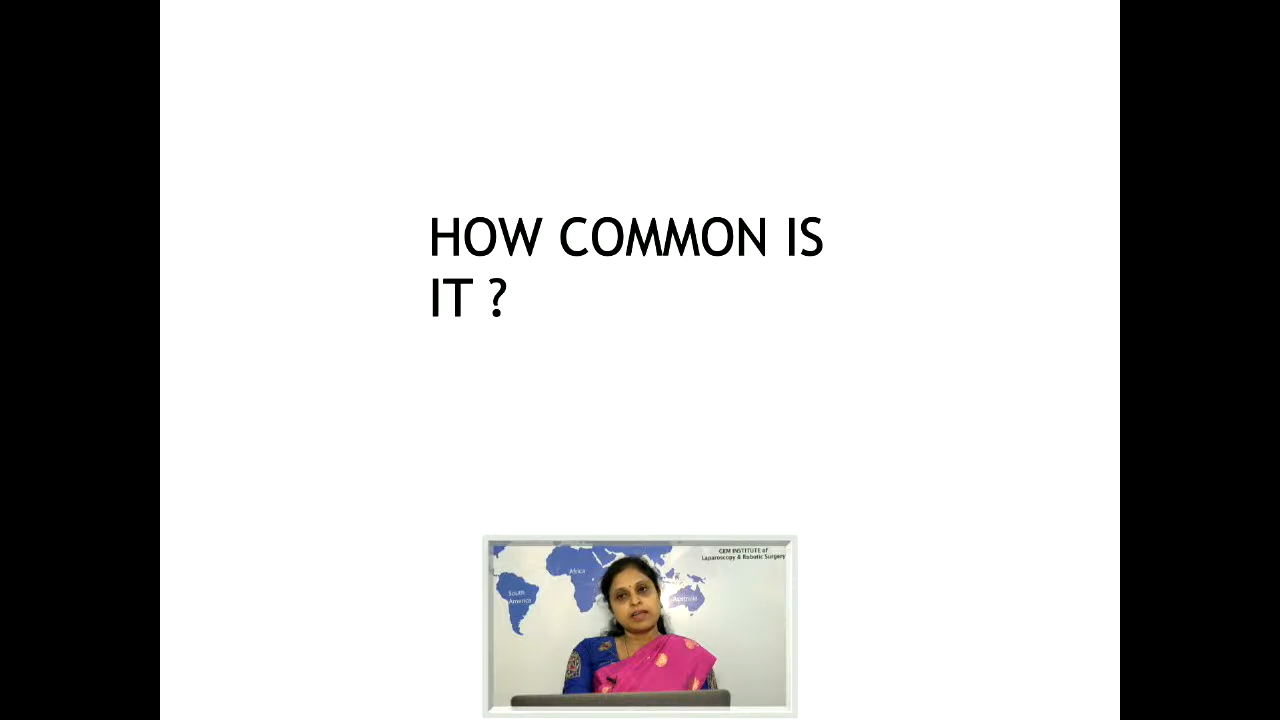 HOW COMMON IS
IT ?
GEM INSTITUTE of
Laparoscopy & Robotic Surgery
Africa
South
America
Australia